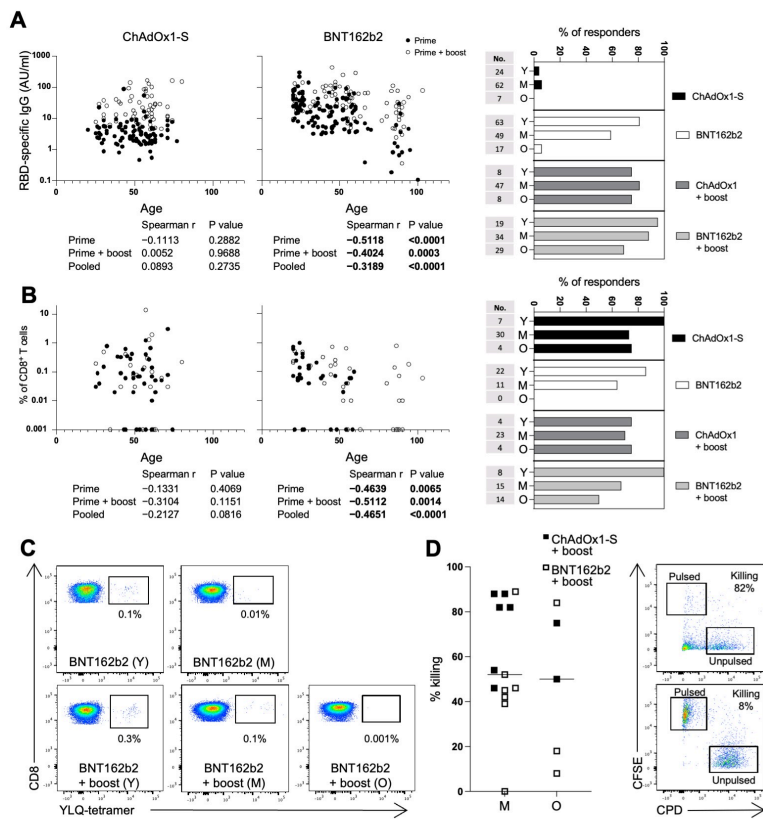 A
ChAdOx1-S
BNT162b2
Prime
Prime + boost
RBD-specific IgG (AU/ml)
1000
100
10
1
0.1
0 50 100
0 50 100
Age
Age
Spearman r P value
Prime −0.1113 0.2882
Prime + boost 0.0052 0.9688
Pooled 0.0893 0.2735
Spearman r P value
Prime −0.5118 <0.0001
Prime + boost −0.4024 0.0003
Pooled −0.3189 <0.0001
% of responders
0 20 40 60 80 100
No.
24 Y
62 M
7 O
ChAdOx1-S
63 Y
49 M
17 O
BNT162b2
8 Y
47 M
8 O
ChAdOx1
+ boost
19 Y
34 M
29 O
BNT162b2
+ boost
B
% of CD8+ T cells
10
1
0.1
0.01
0.001
0 50 100
0 50 100
Age
Age
Spearman r P value
Prime −0.1331 0.4069
Prime + boost −0.3104 0.1151
Pooled −0.2127 0.0816
Spearman r P value
Prime −0.4639 0.0065
Prime + boost −0.5112 0.0014
Pooled −0.4651 <0.0001
% of responders
0 20 40 60 80 100
No.
7 Y
30 M
4 O
ChAdOx1-S
22 Y
11 M
0 O
BNT162b2
4 Y
23 M
4 O
ChAdOx1
+ boost
8 Y
15 M
14 O
BNT162b2
+ boost
C
0.1%
BNT162b2 (Y)
0.01%
BNT162b2 (M)
0.3%
BNT162b2
+ boost (Y)
0.1%
BNT162b2
+ boost (M)
0.001%
BNT162b2
+ boost (O)
CD8
YLQ-tetramer
D
ChAdOx1-S
+ boost
BNT162b2
+ boost
% killing
100
80
60
40
20
0
M O
Pulsed
Killing
82%
Unpulsed
Pulsed
Killing
8%
Unpulsed
CFSE
CPD